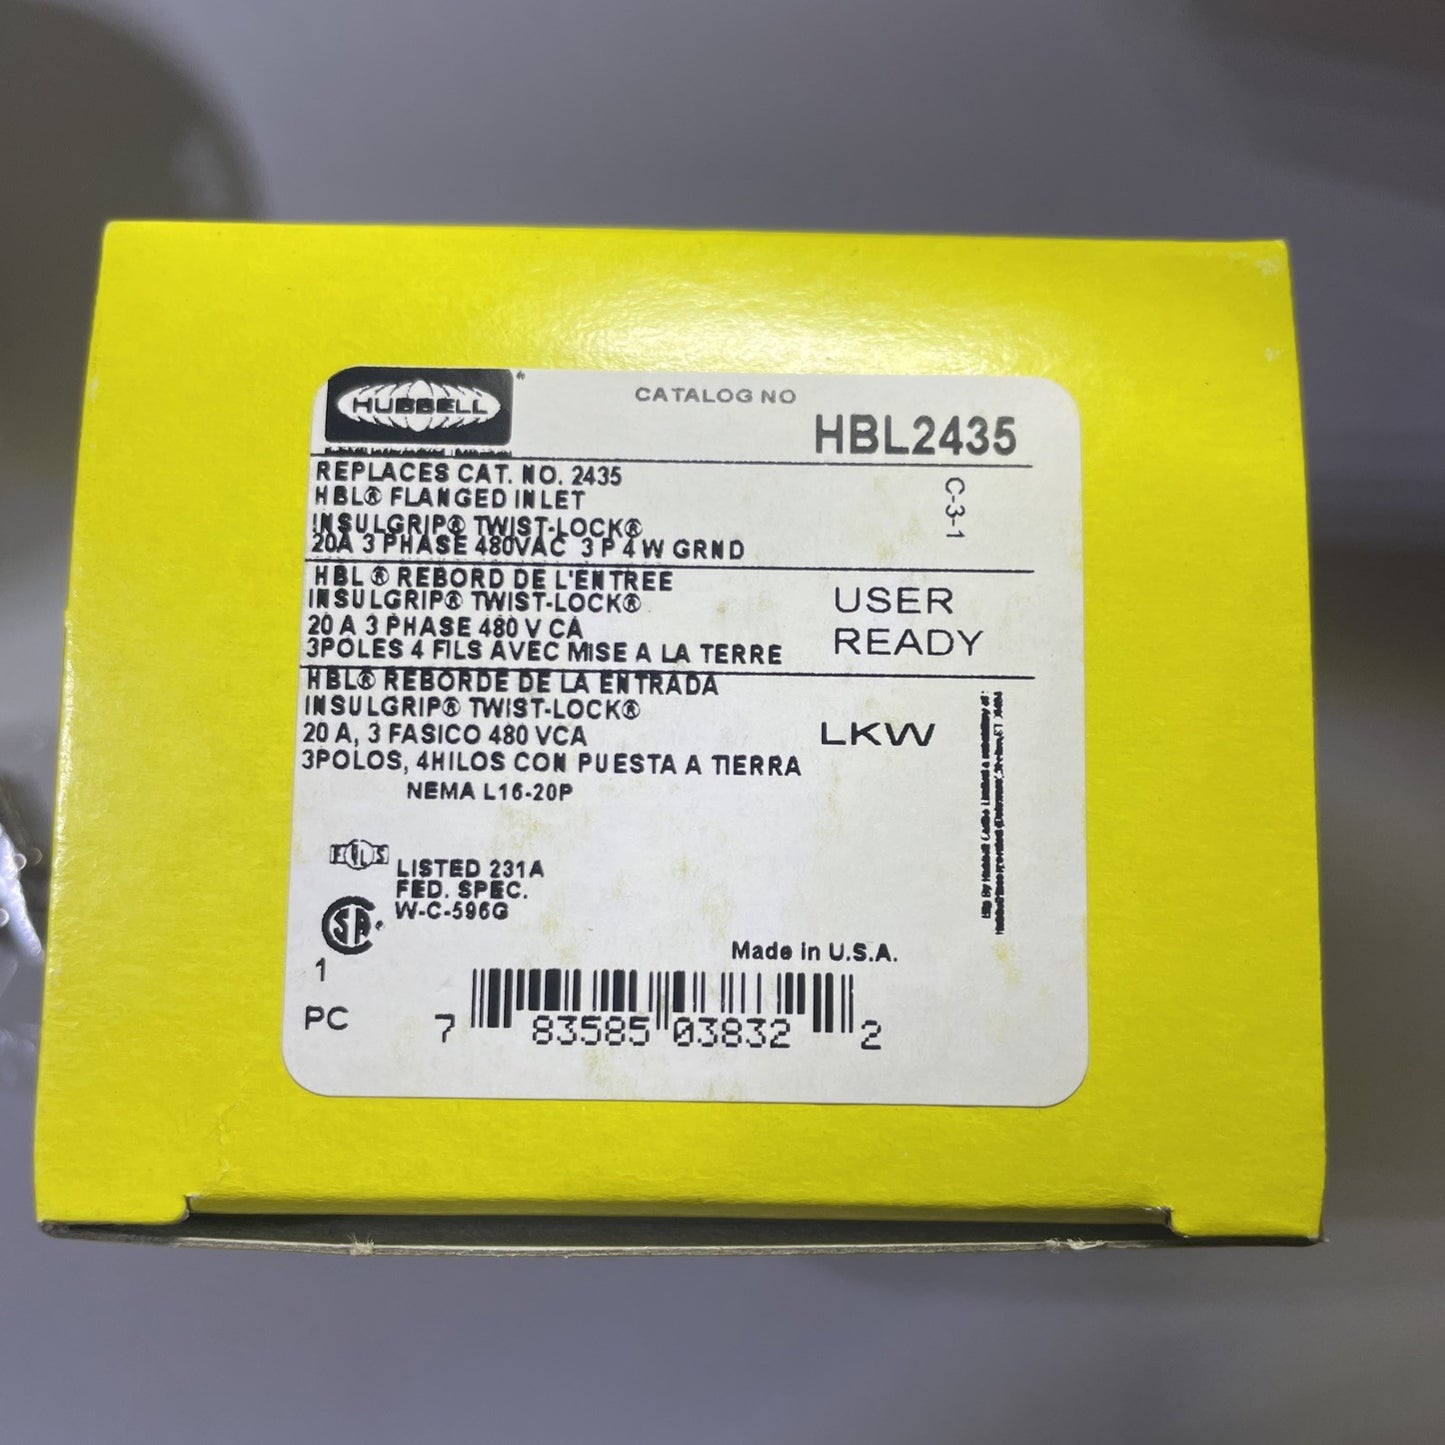 HUBBELL
CATALOG NO
HBL2435
REPLACES CAT. NO. 2435
HBL® FLANGED INLET
INSULGRIP® TWIST-LOCK®
20A 3 PHASE 480VAC 3 P 4 W GRND
C-3-1
HBL ® REBORD DE L'ENTREE
INSULGRIP® TWIST-LOCK®
20 A 3 PHASE 480 V CA
3POLES 4 FILS AVEC MISE A LA TERRE
USER
READY
HBL® REBORDE DE LA ENTRADA
INSULGRIP® TWIST-LOCK®
20 A, 3 FASICO 480 VCA
3POLOS, 4HILOS CON PUESTA A TIERRA
LKW
NEMA L16-20P
LISTED 231A
FED. SPEC.
W-C-596G
SA
Made in U.S.A.
1
PC
7 83585 03832 2